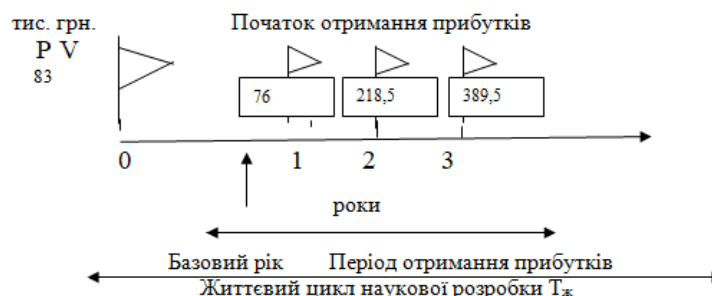 тис. грн.
Початок отримання прибутків
P V
83
76
218,5
389,5
0
1
2
3
роки
Базовий рік
Період отримання прибутків
Життєвий цикл наукової розробки Тж